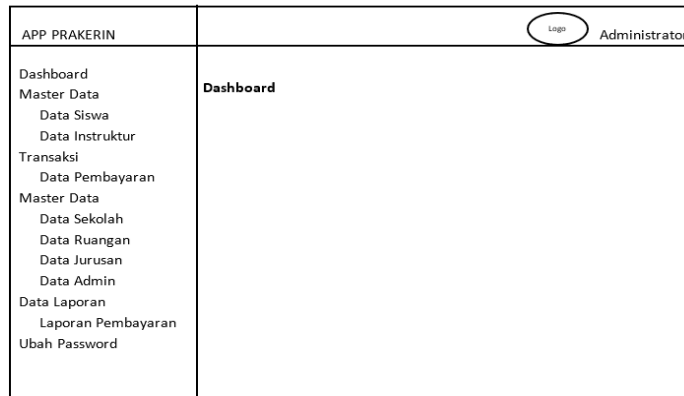 APP PRAKERIN
Logo
Administrator
Dashboard
Master Data
Data Siswa
Data Instruktur
Transaksi
Data Pembayaran
Master Data
Data Sekolah
Data Ruangan
Data Jurusan
Data Admin
Data Laporan
Laporan Pembayaran
Ubah Password
Dashboard